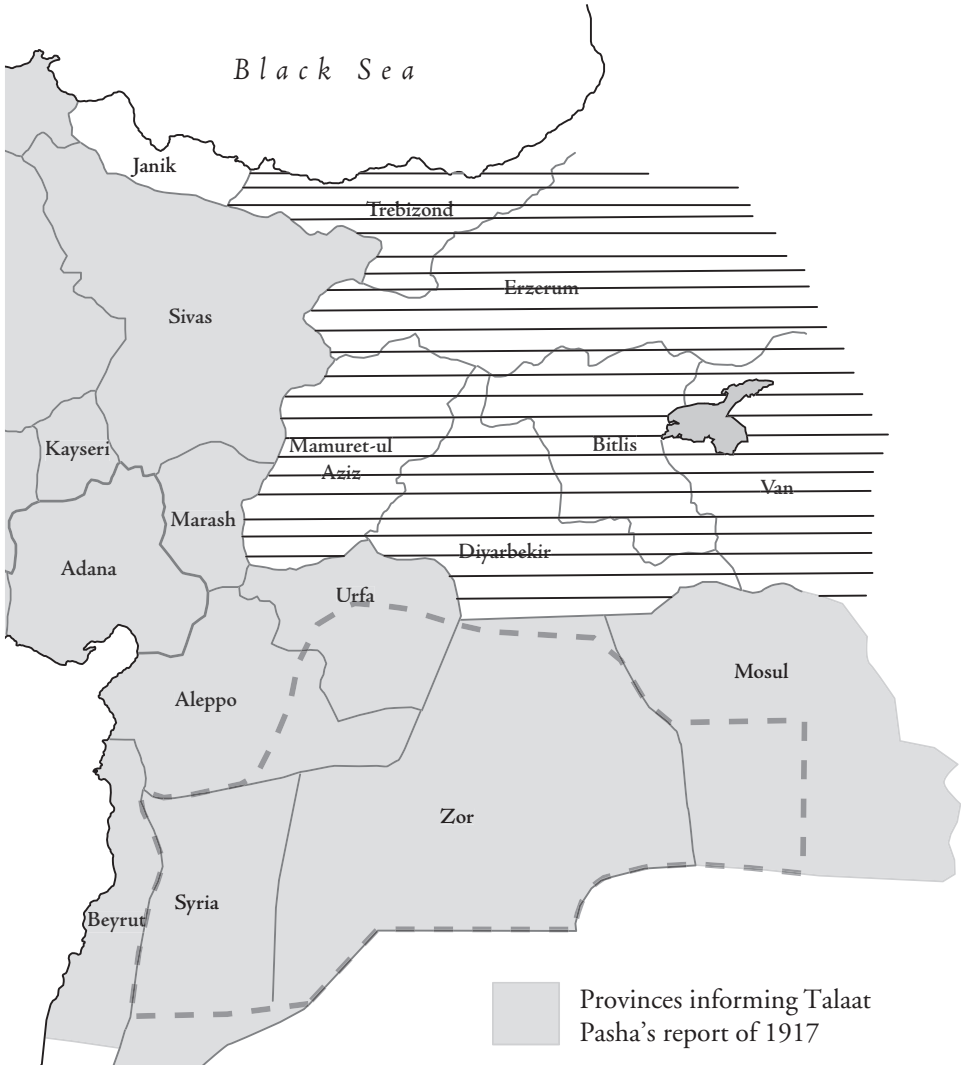 Black Sea
Janik
Trebizond
Erzerum
Sivas
Kayseri
Mamuret-ul
Aziz
Bitlis
Van
Marash
Diyarbekir
Adana
Urfa
Aleppo
Mosul
Zor
Syria
Beyrut
Provinces informing Talaat
Pasha’s report of 1917